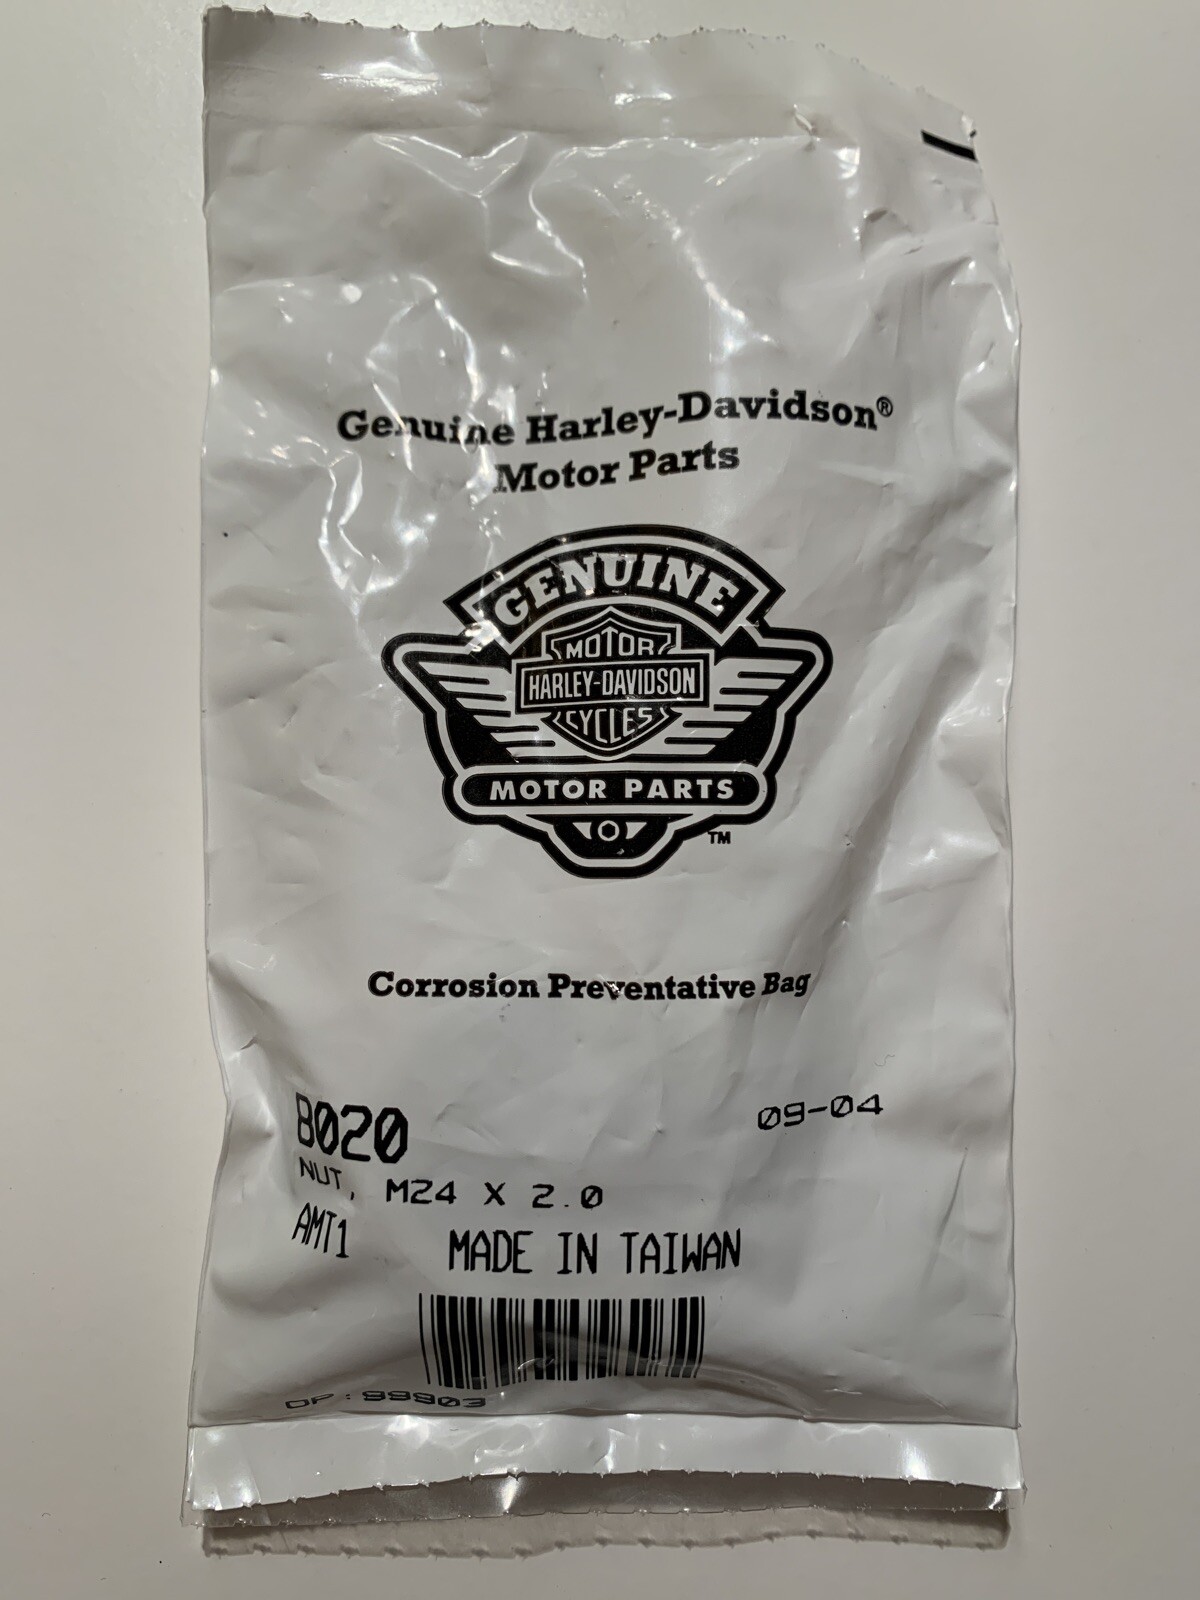 Genuine Harley-Davidson®
Motor Parts
GENUINE
MOTOR
HARLEY-DAVIDSON
CYCLES
MOTOR PARTS
TM
Corrosion Preventative Bag
8020
09-04
NUT, M24 X 2.0
AMT1
MADE IN TAIWAN
OP:99903